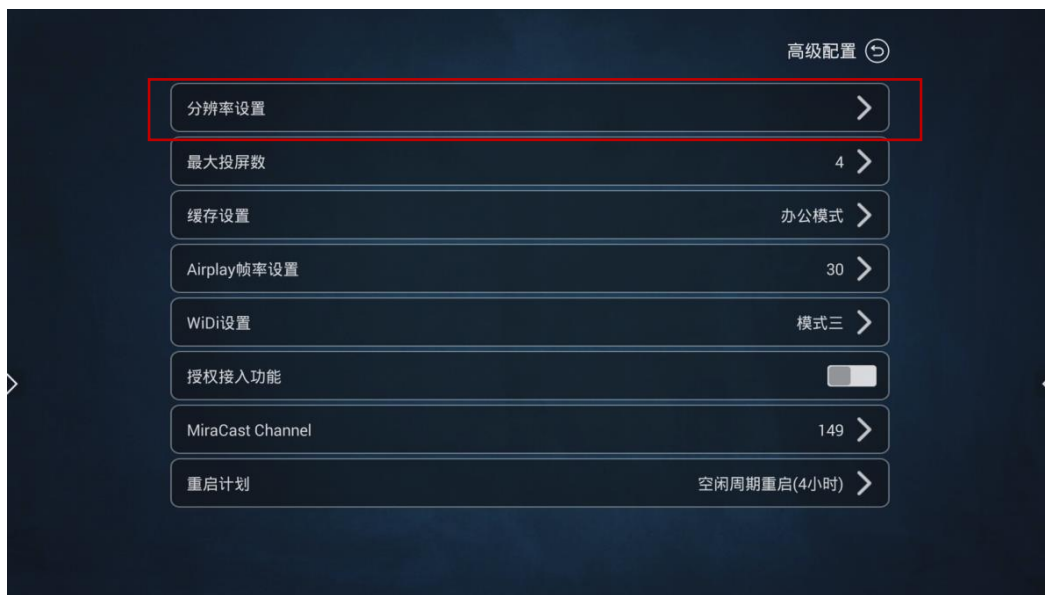 高级配置
分辨率设置
最大投屏数 4
缓存设置 办公模式
Airplay帧率设置 30
WiDi设置 模式三
授权接入功能
MiraCast Channel 149
重启计划 空闲周期重启(4小时)